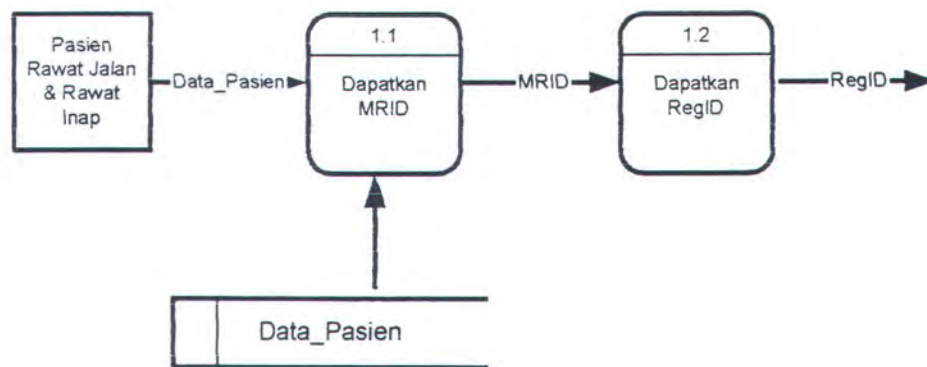 Pasien
Rawat Jalan
& Rawat
Inap
Data_Pasien
1.1
Dapatkan
MRID
MRID
1.2
Dapatkan
RegID
RegID
Data_Pasien